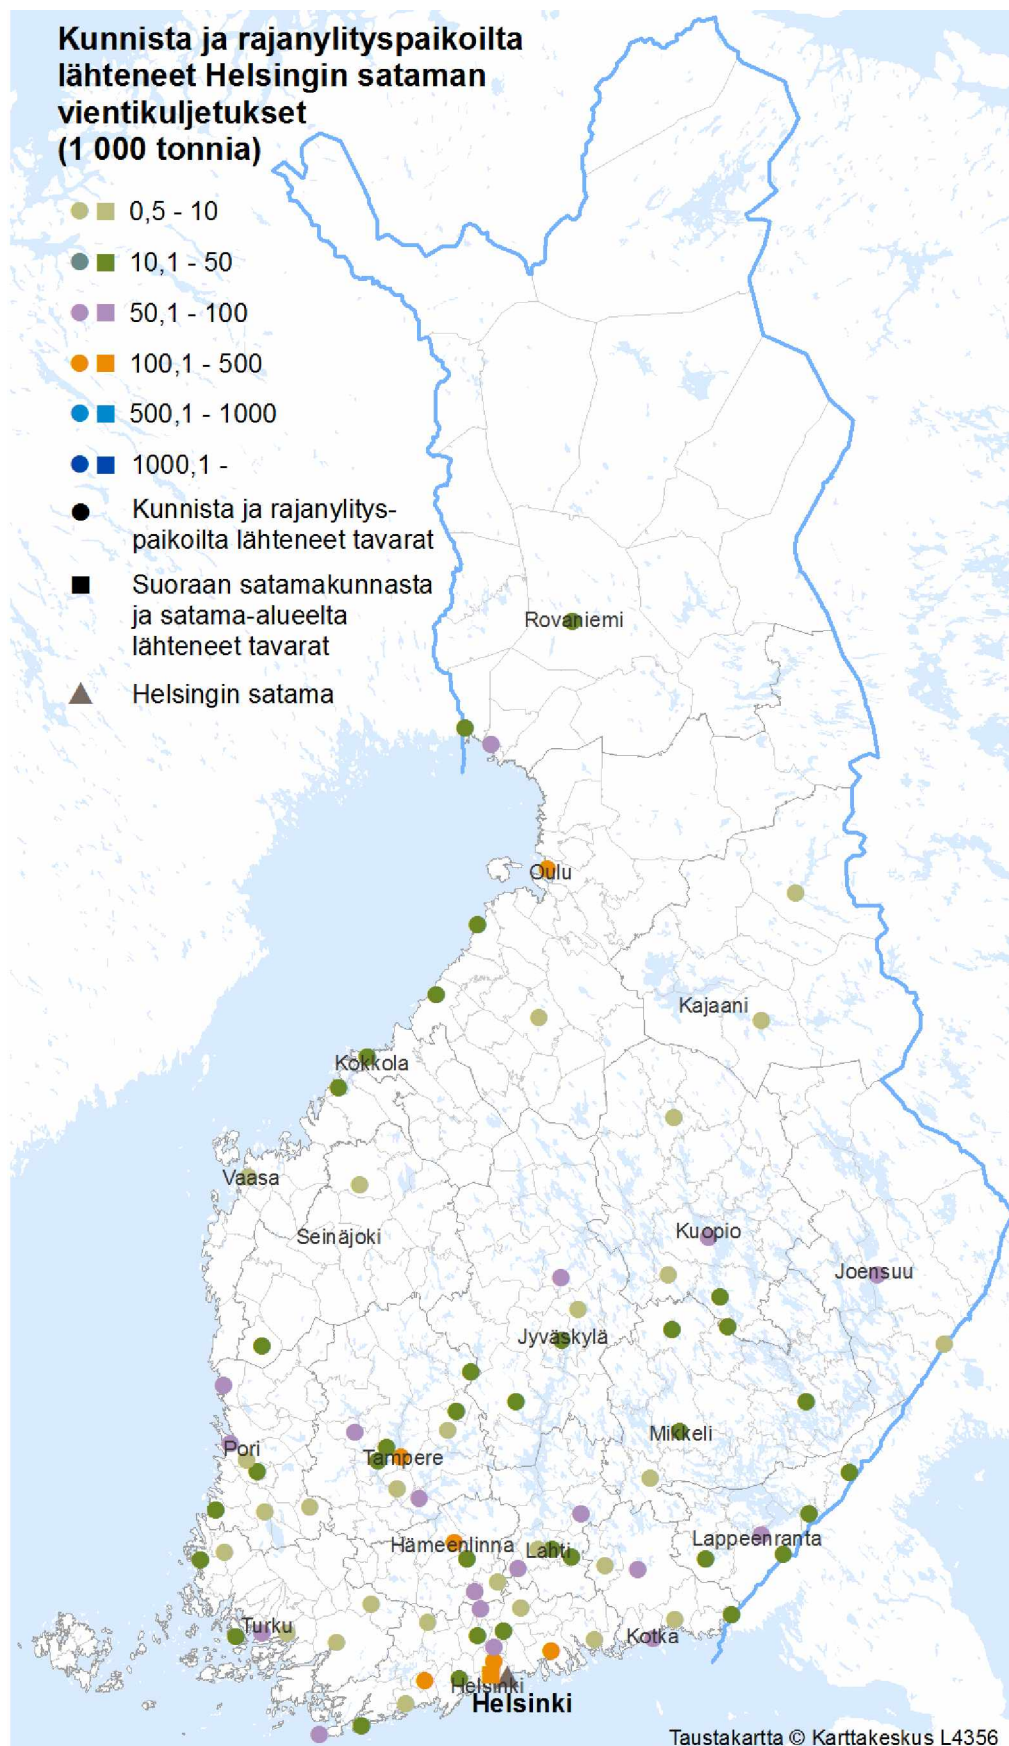 Kunnista ja rajanylityspaikoilta
lähteneet Helsingin sataman
vientikuljetukset
(1 000 tonnia)
0,5 - 10
10,1 - 50
50,1 - 100
100,1 - 500
500,1 - 1000
1000,1 -
Kunnista ja rajanylitys-
paikoilta lähteneet tavarat
Suoraan satamakunnasta
ja satama-alueelta
lähteneet tavarat
Helsingin satama
Rovaniemi
Oulu
Kajaani
Kokkola
Vaasa
Seinäjoki
Kuopio
Joensuu
Jyväskylä
Mikkeli
Pori
Tampere
Hämeenlinna
Lahti
Lappeenranta
Turku
Kotka
Helsinki
Helsinki
Taustakartta © Karttakeskus L4356